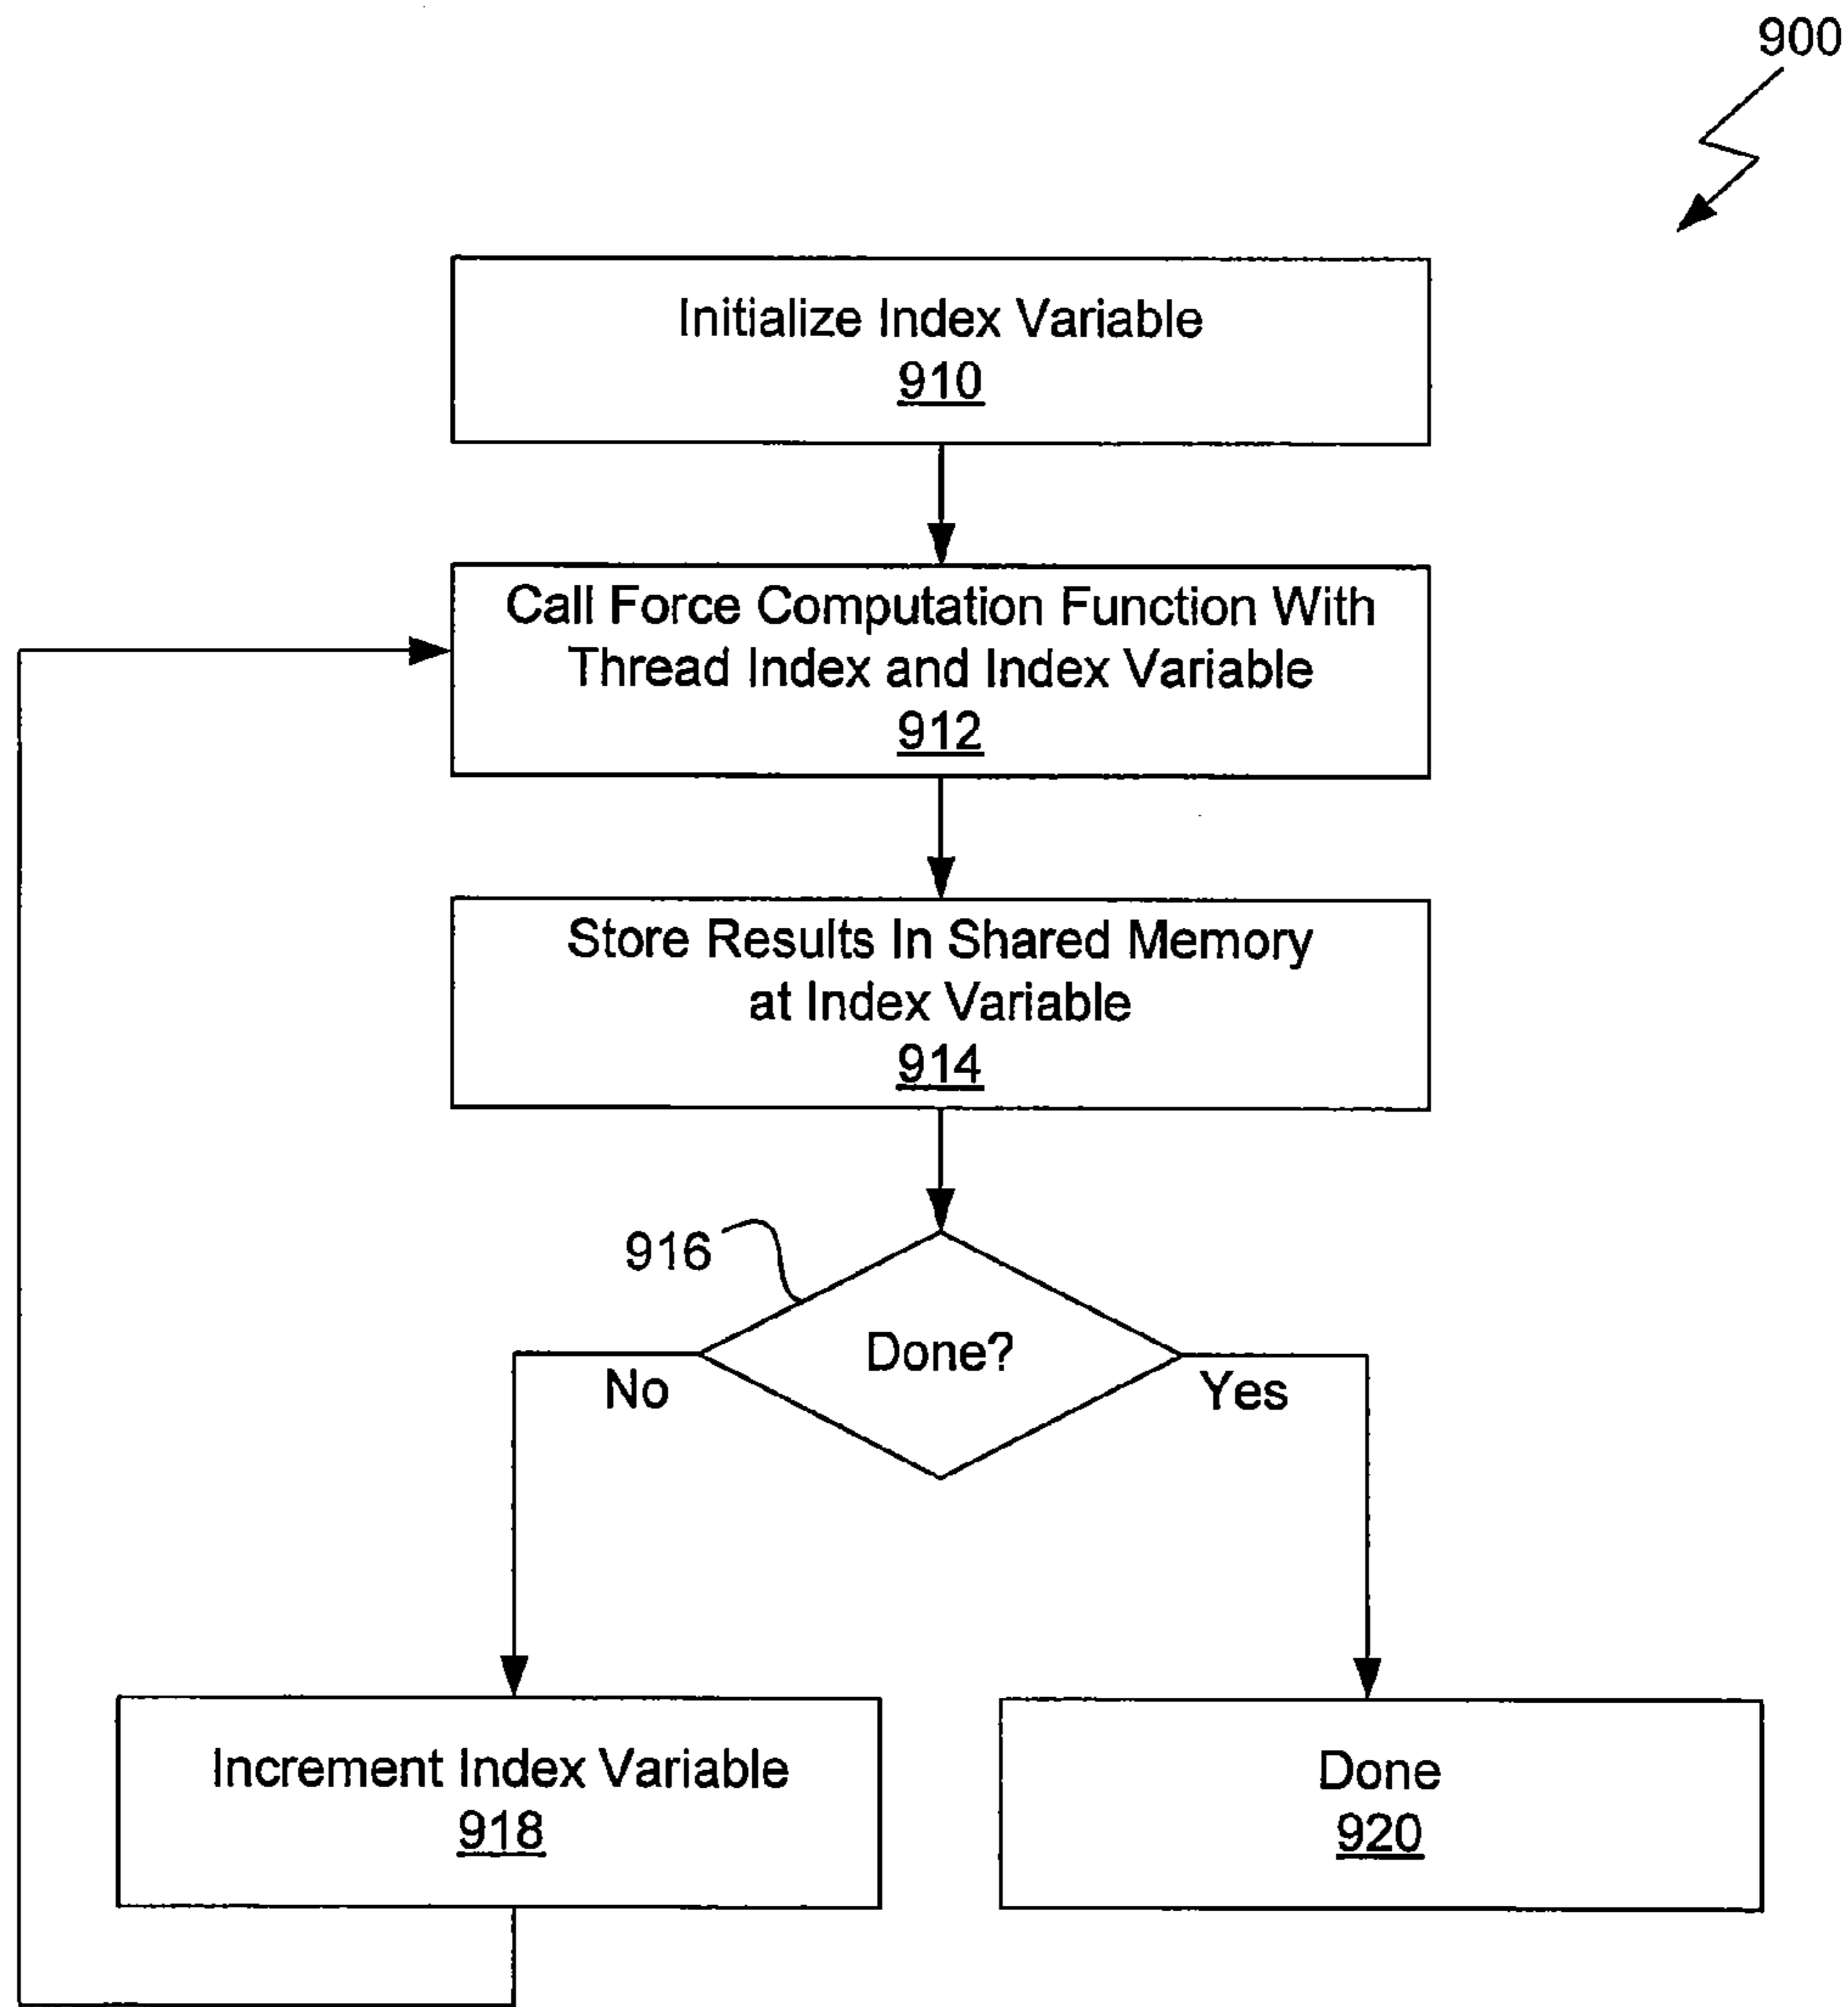 900
Initialize Index Variable
910
Call Force Computation Function With
Thread Index and Index Variable
912
Store Results In Shared Memory
at Index Variable
914
916
Done?
No
Yes
Increment Index Variable
918
Done
920